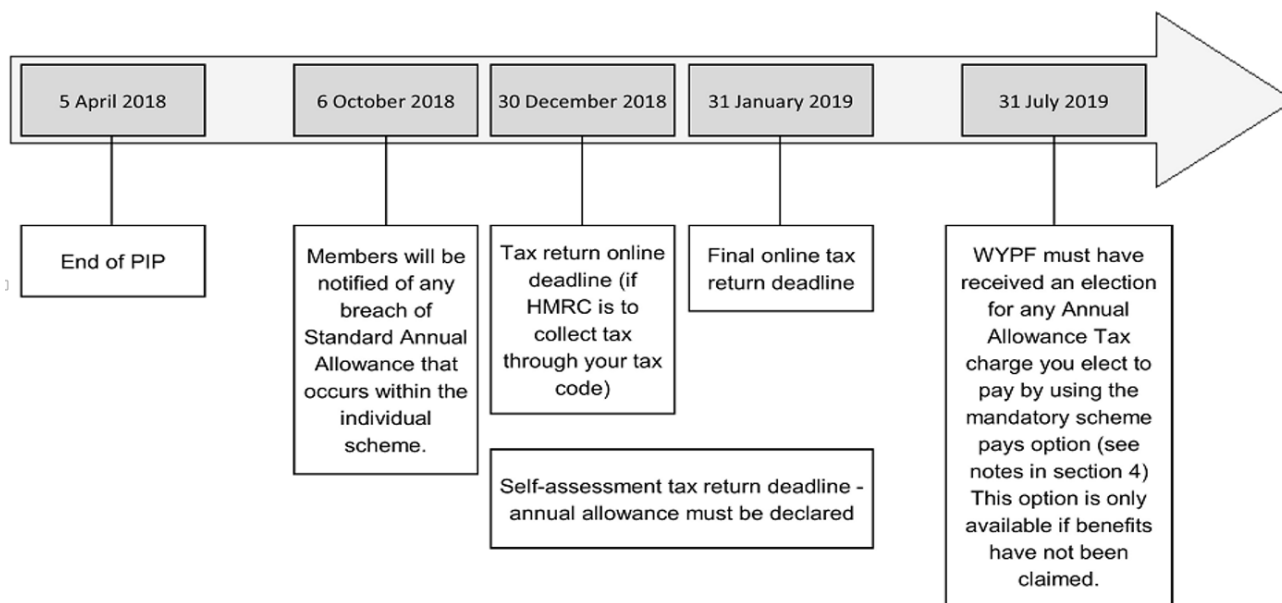 5 April 2018
6 October 2018
30 December 2018
31 January 2019
31 July 2019
End of PIP
Members will be
notified of any
breach of
Standard Annual
Allowance that
occurs within the
individual
scheme.
Tax return online
deadline (if
HMRC is to
collect tax
through your tax
code)
Final online tax
return deadline
Self-assessment tax return deadline -
annual allowance must be declared
WYPF must have
received an election
for any Annual
Allowance Tax
charge you elect to
pay by using the
mandatory scheme
pays option (see
notes in section 4)
This option is only
available if benefits
have not been
claimed.